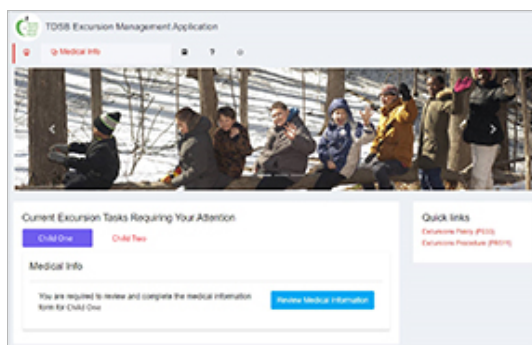 TDSB Excursion Management Application
Medical Info
?
Current Excursion Tasks Requiring Your Attention
Child One
Child Two
Medical Info
You are required to review and complete the medical information
form for Child One
Review Medical Information
Quick links
Excursions Policy (P033)
Excursions Procedure (PR511)